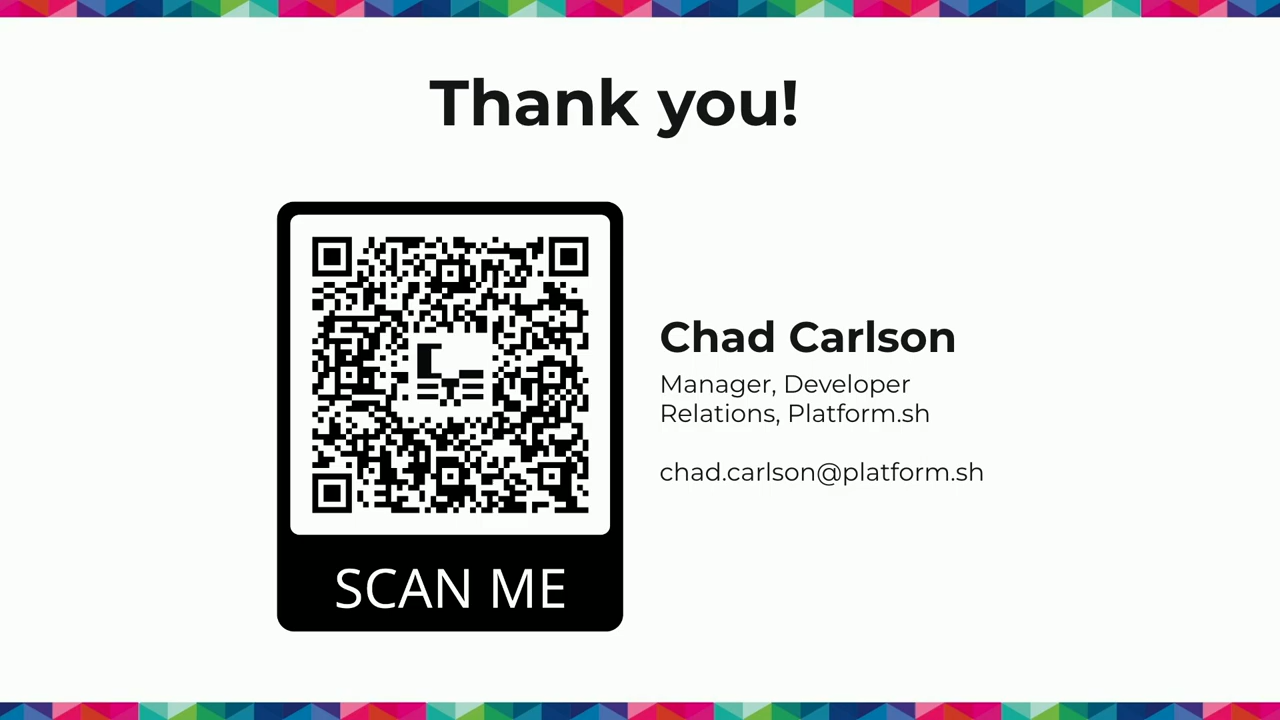 Thank you!
SCAN ME
Chad Carlson
Manager, Developer
Relations, Platform.sh
chad.carlson@platform.sh